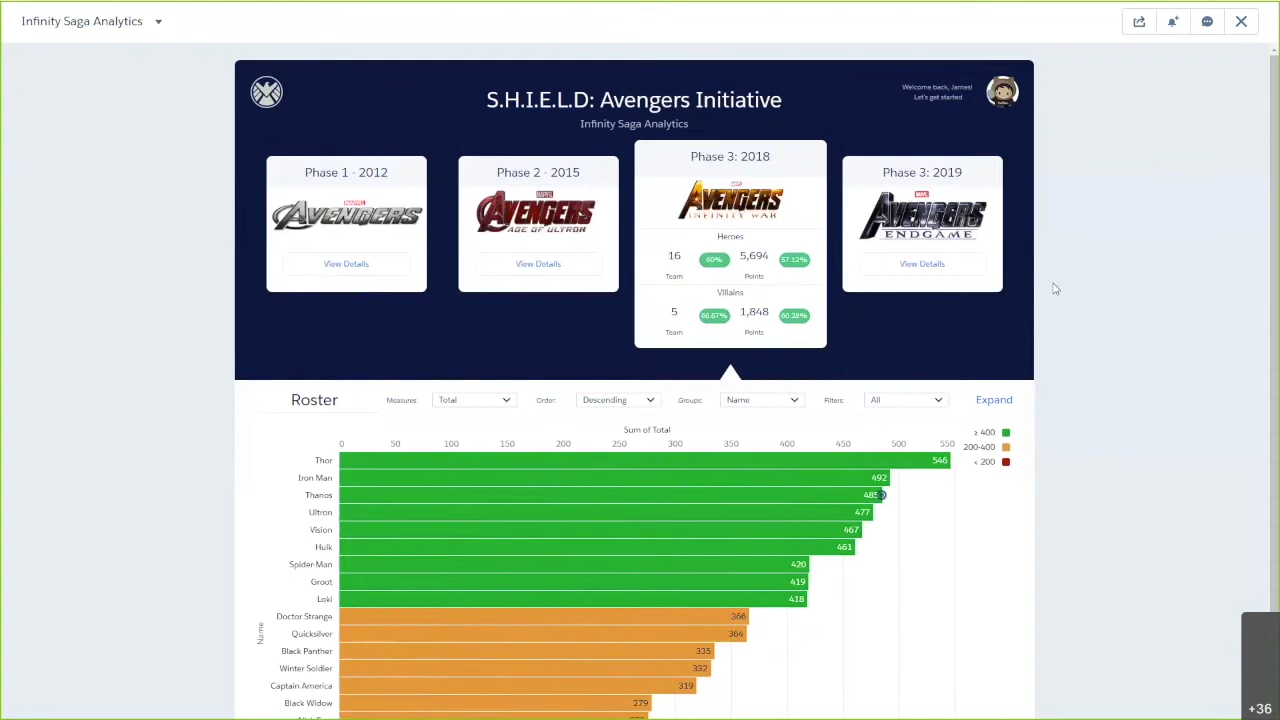 Infinity Saga Analytics
S.H.I.E.L.D: Avengers Initiative
Infinity Saga Analytics
Welcome back, James!
Let's get started
Phase 1 - 2012
MARVEL
AVENGERS
View Details
Phase 2 - 2015
MARVEL
AVENGERS
AGE OF ULTRON
View Details
Phase 3: 2018
MARVEL
AVENGERS
INFINITY WAR
Heroes
16 60% 5,694 57.12%
Team Points
Villains
5 66.67% 1,848 60.28%
Team Points
Phase 3: 2019
MARVEL
AVENGERS
ENDGAME
View Details
Roster Measures: Total Order: Descending Groups: Name Filters: All Expand
Sum of Total
0 50 100 150 200 250 300 350 400 450 500 550
≥ 400
200-400
< 200
Name
Thor 546
Iron Man 492
Thanos 485
Ultron 477
Vision 467
Hulk 461
Spider-Man 420
Groot 419
Loki 418
Doctor Strange 366
Quicksilver 364
Black Panther 335
Winter Soldier 332
Captain America 319
Black Widow 279
+36